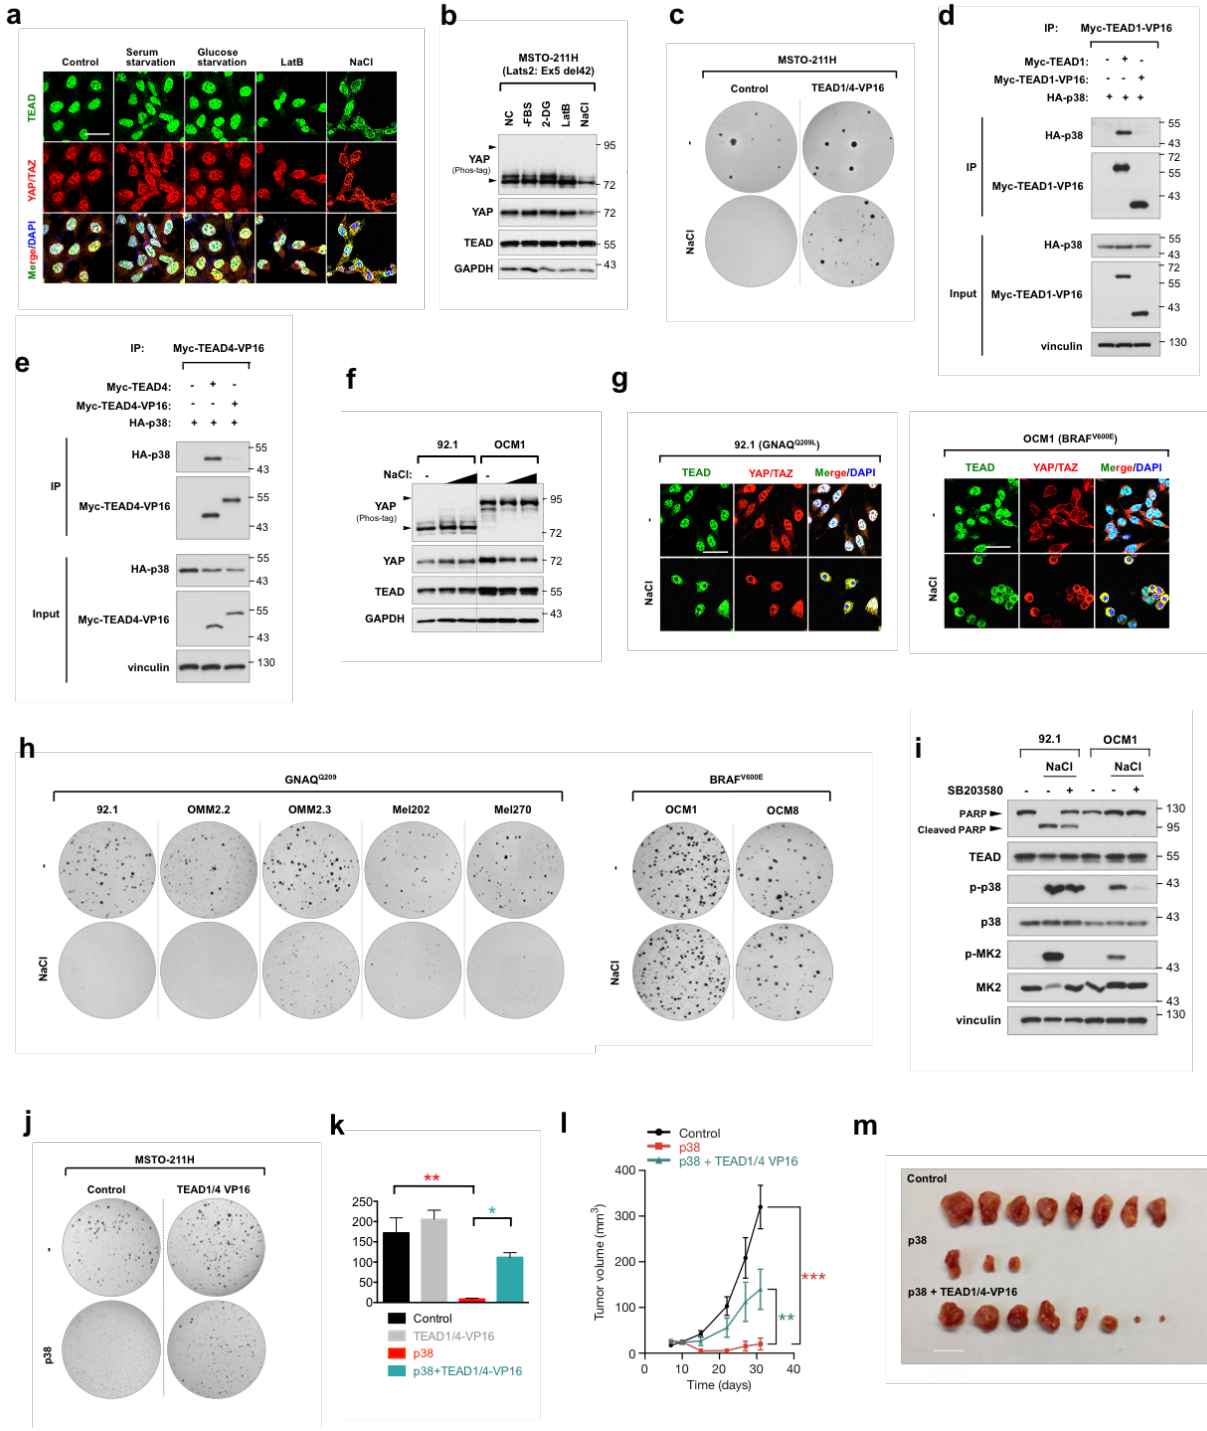 a
Control
Serum
starvation
Glucose
starvation
LatB
NaCl
TEAD
YAP/TAZ
Merge/DAPI
b
MSTO-211H
(Lats2: Ex5 del42)
NC
-FBS
2-DG
LatB
NaCl
YAP
(Phos-tag)
95
72
YAP
72
TEAD
55
GAPDH
43
c
MSTO-211H
Control
TEAD1/4-VP16
-
NaCl
d
IP: Myc-TEAD1-VP16
Myc-TEAD1: - + -
Myc-TEAD1-VP16: - - +
HA-p38: + + +
IP
HA-p38
55
43
Myc-TEAD1-VP16
72
55
43
Input
HA-p38
55
43
Myc-TEAD1-VP16
72
55
43
vinculin
130
e
IP: Myc-TEAD4-VP16
Myc-TEAD4: - + -
Myc-TEAD4-VP16: - - +
HA-p38: + + +
IP
HA-p38
55
43
Myc-TEAD4-VP16
55
43
Input
HA-p38
55
43
Myc-TEAD4-VP16
55
43
vinculin
130
f
92.1
OCM1
NaCl: - -
YAP
(Phos-tag)
95
72
YAP
72
TEAD
55
GAPDH
43
g
92.1 (GNAQQ209L)
TEAD
YAP/TAZ
Merge/DAPI
-
NaCl
OCM1 (BRAFV600E)
TEAD
YAP/TAZ
Merge/DAPI
-
NaCl
h
GNAQQ209
92.1
OMM2.2
OMM2.3
Mel202
Mel270
-
NaCl
BRAFV600E
OCM1
OCM8
-
NaCl
i
92.1
OCM1
NaCl
NaCl
SB203580 - - + - - +
PARP
130
Cleaved PARP
95
TEAD
55
p-p38
43
p38
43
p-MK2
43
MK2
43
vinculin
130
j
MSTO-211H
Control
TEAD1/4 VP16
-
p38
k
**
*
250
200
150
100
50
0
Control
TEAD1/4-VP16
p38
p38+TEAD1/4-VP16
l
Control
p38
p38 + TEAD1/4 VP16
Tumor volume (mm3)
400
300
200
100
0
0 10 20 30 40
Time (days)
***
**
m
Control
p38
p38 + TEAD1/4-VP16